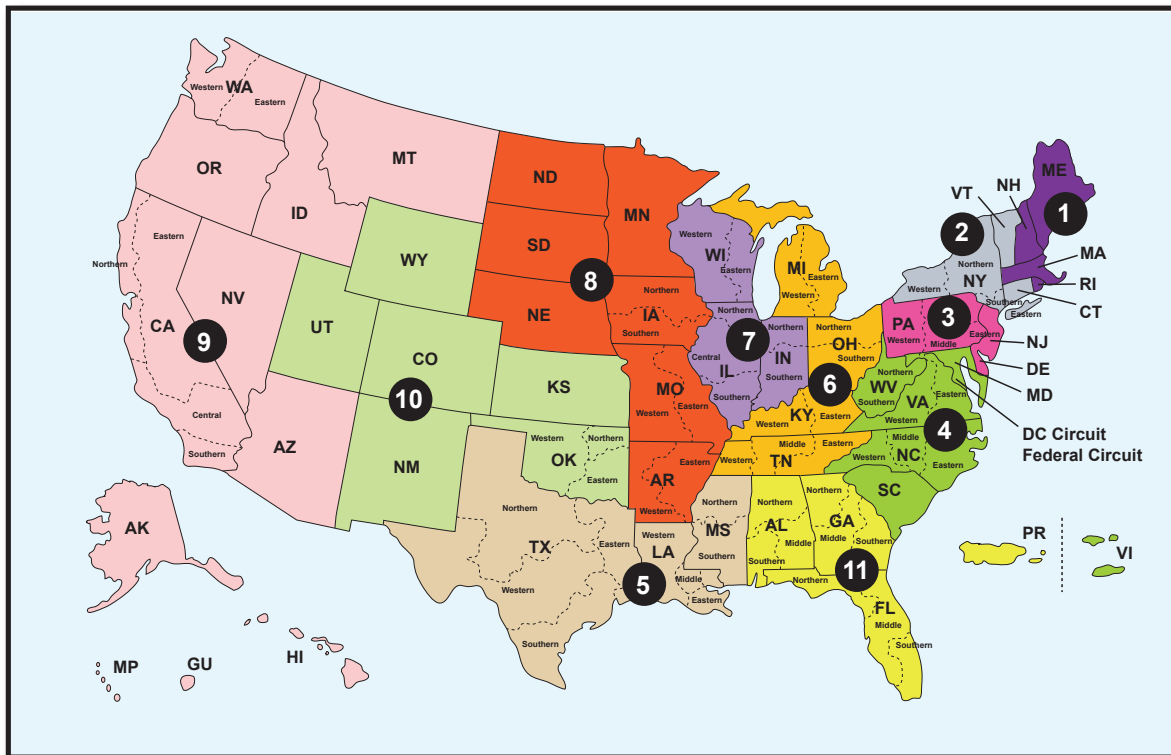 Western
WA
Eastern
OR
MT
ID
ND
MN
SD
WY
NE
8
Northern
IA
Southern
Western
WI
Eastern
MI
Eastern
Western
ME
NH
VT
1
2
MA
RI
CT
Northern
NY
Western
Southern
Eastern
3
PA
Western
Middle
Eastern
NJ
DE
MD
Eastern
Northern
NV
CA
9
Central
Southern
UT
CO
10
KS
AZ
NM
Northern
7
Central
IL
Southern
Northern
IN
Southern
Northern
OH
Southern
6
KY
Western
Eastern
Northern
WV
Southern
VA
Eastern
Western
4
DC Circuit
Federal Circuit
MO
Western
Eastern
Western
OK
Northern
Eastern
AR
Eastern
Western
Western
Middle
TN
Eastern
Western
Middle
NC
Eastern
SC
Northern
TX
Eastern
Western
Southern
Western
LA
5
Middle
Eastern
Northern
MS
Southern
Northern
AL
Middle
Southern
Northern
GA
Middle
Southern
11
Northern
FL
Middle
Southern
PR
VI
AK
MP
GU
HI